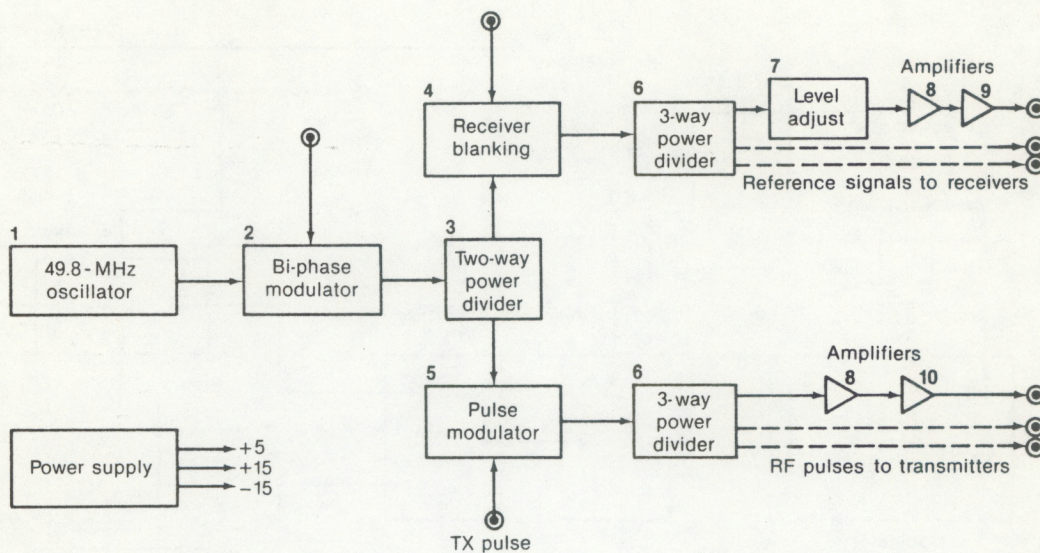 4
Receiver
blanking
6
3-way
power
divider
7
Level
adjust
Amplifiers
8
9
Reference signals to receivers
1
49.8-MHz
oscillator
2
Bi-phase
modulator
3
Two-way
power
divider
5
Pulse
modulator
TX pulse
6
3-way
power
divider
Amplifiers
8
10
RF pulses to transmitters
Power supply
+5
+15
−15